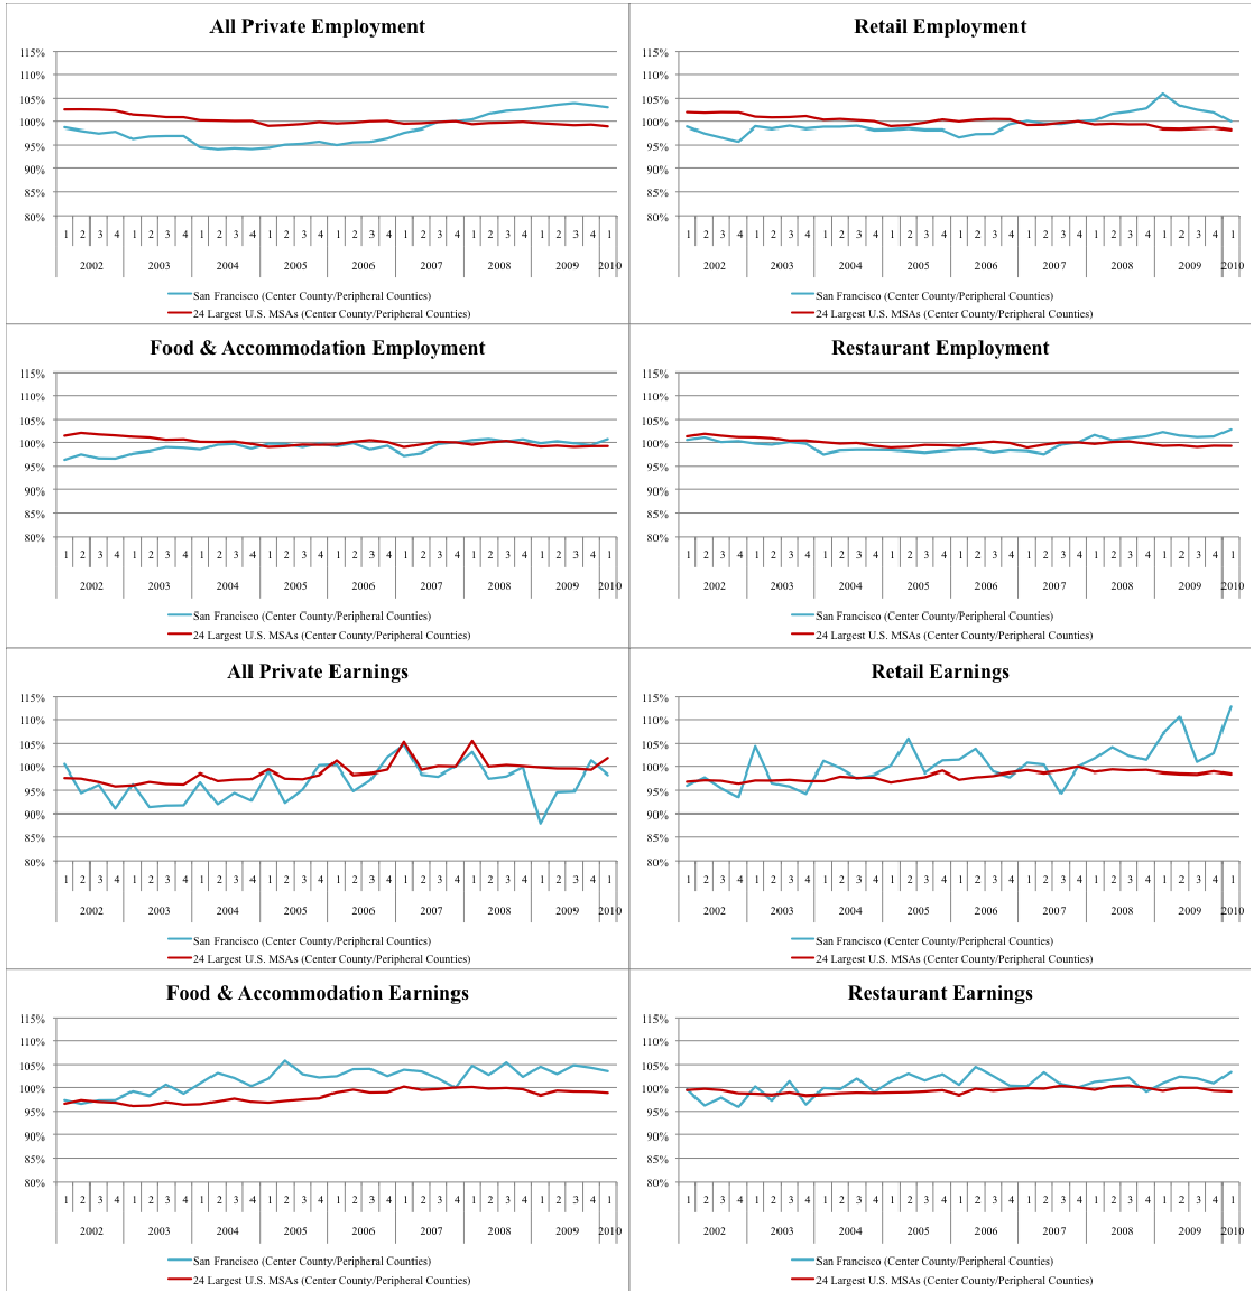 All Private Employment
115%
110%
105%
100%
95%
90%
85%
80%
1 2 3 4 1 2 3 4 1 2 3 4 1 2 3 4 1 2 3 4 1 2 3 4 1 2 3 4 1 2 3 4 1
2002 2003 2004 2005 2006 2007 2008 2009 2010
San Francisco (Center County/Peripheral Counties)
24 Largest U.S. MSAs (Center County/Peripheral Counties)
Retail Employment
115%
110%
105%
100%
95%
90%
85%
80%
1 2 3 4 1 2 3 4 1 2 3 4 1 2 3 4 1 2 3 4 1 2 3 4 1 2 3 4 1 2 3 4 1
2002 2003 2004 2005 2006 2007 2008 2009 2010
San Francisco (Center County/Peripheral Counties)
24 Largest U.S. MSAs (Center County/Peripheral Counties)
Food & Accommodation Employment
115%
110%
105%
100%
95%
90%
85%
80%
1 2 3 4 1 2 3 4 1 2 3 4 1 2 3 4 1 2 3 4 1 2 3 4 1 2 3 4 1 2 3 4 1
2002 2003 2004 2005 2006 2007 2008 2009 2010
San Francisco (Center County/Peripheral Counties)
24 Largest U.S. MSAs (Center County/Peripheral Counties)
Restaurant Employment
115%
110%
105%
100%
95%
90%
85%
80%
1 2 3 4 1 2 3 4 1 2 3 4 1 2 3 4 1 2 3 4 1 2 3 4 1 2 3 4 1 2 3 4 1
2002 2003 2004 2005 2006 2007 2008 2009 2010
San Francisco (Center County/Peripheral Counties)
24 Largest U.S. MSAs (Center County/Peripheral Counties)
All Private Earnings
115%
110%
105%
100%
95%
90%
85%
80%
1 2 3 4 1 2 3 4 1 2 3 4 1 2 3 4 1 2 3 4 1 2 3 4 1 2 3 4 1 2 3 4 1
2002 2003 2004 2005 2006 2007 2008 2009 2010
San Francisco (Center County/Peripheral Counties)
24 Largest U.S. MSAs (Center County/Peripheral Counties)
Retail Earnings
115%
110%
105%
100%
95%
90%
85%
80%
1 2 3 4 1 2 3 4 1 2 3 4 1 2 3 4 1 2 3 4 1 2 3 4 1 2 3 4 1 2 3 4 1
2002 2003 2004 2005 2006 2007 2008 2009 2010
San Francisco (Center County/Peripheral Counties)
24 Largest U.S. MSAs (Center County/Peripheral Counties)
Food & Accommodation Earnings
115%
110%
105%
100%
95%
90%
85%
80%
1 2 3 4 1 2 3 4 1 2 3 4 1 2 3 4 1 2 3 4 1 2 3 4 1 2 3 4 1 2 3 4 1
2002 2003 2004 2005 2006 2007 2008 2009 2010
San Francisco (Center County/Peripheral Counties)
24 Largest U.S. MSAs (Center County/Peripheral Counties)
Restaurant Earnings
115%
110%
105%
100%
95%
90%
85%
80%
1 2 3 4 1 2 3 4 1 2 3 4 1 2 3 4 1 2 3 4 1 2 3 4 1 2 3 4 1 2 3 4 1
2002 2003 2004 2005 2006 2007 2008 2009 2010
San Francisco (Center County/Peripheral Counties)
24 Largest U.S. MSAs (Center County/Peripheral Counties)